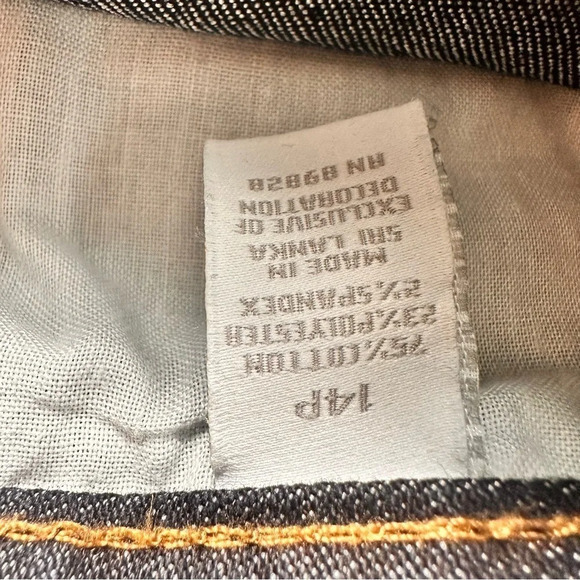 14P
75% COTTON
23% POLYESTER
2% SPANDEX
MADE IN
SRI LANKA
EXCLUSIVE OF
DECORATION
RN 89828